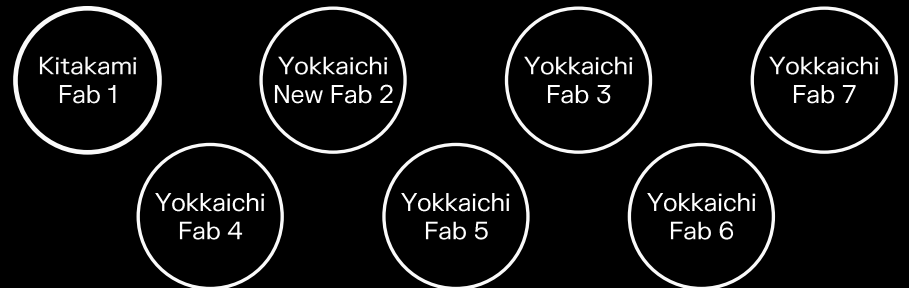 Kitakami
Fab 1
Yokkaichi
New Fab 2
Yokkaichi
Fab 3
Yokkaichi
Fab 7
Yokkaichi
Fab 4
Yokkaichi
Fab 5
Yokkaichi
Fab 6